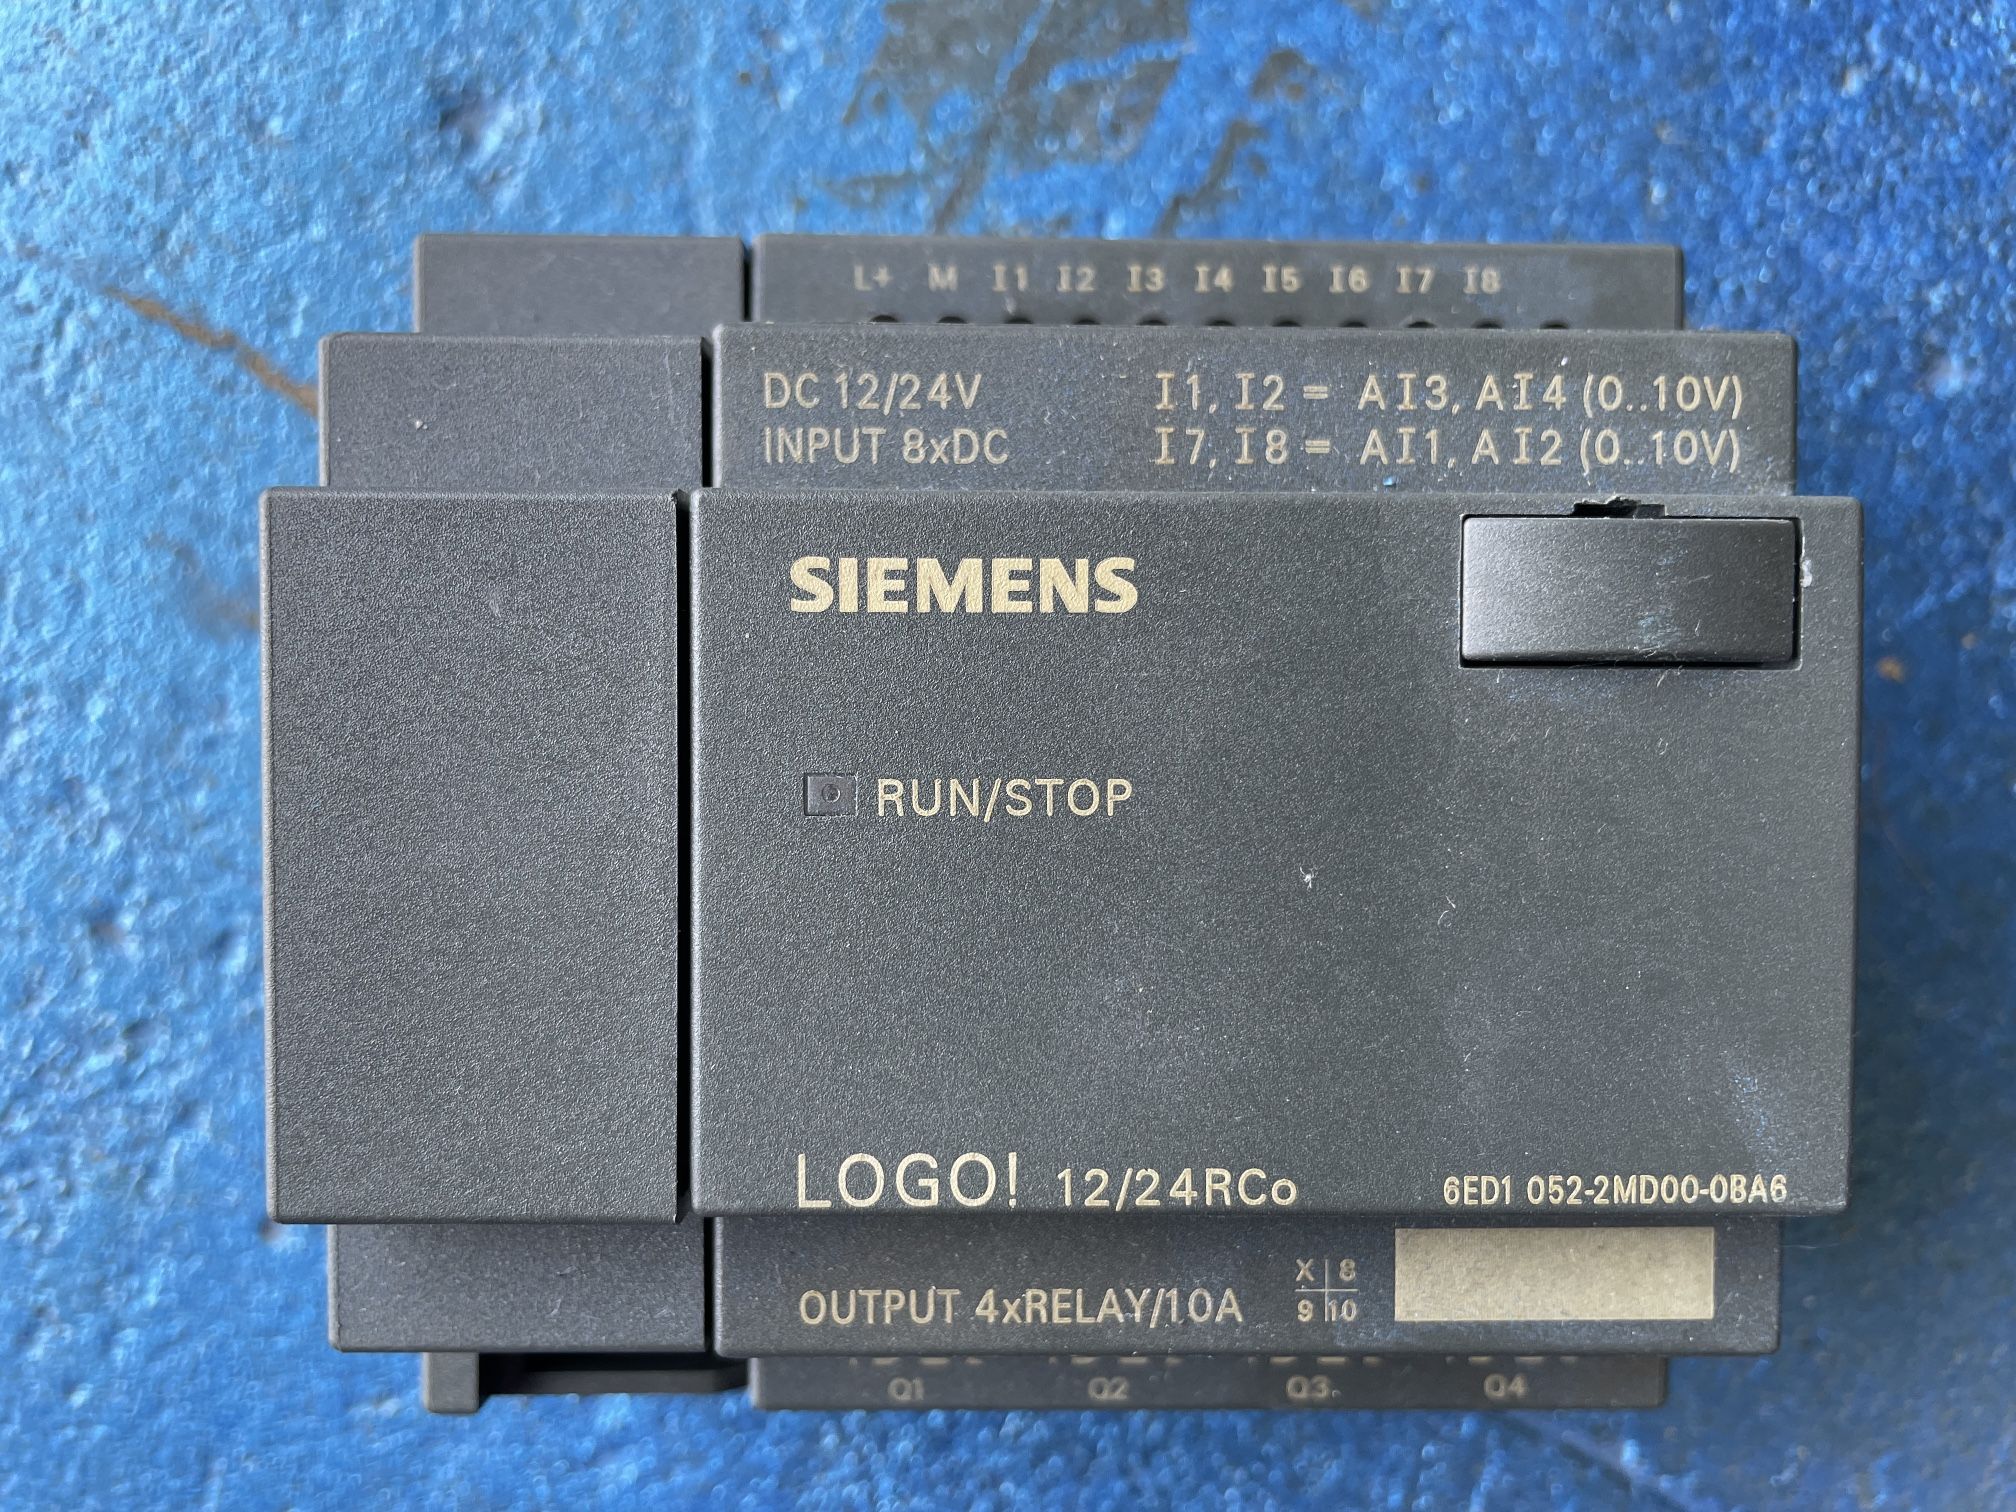 L+ M I1 I2 I3 I4 I5 I6 I7 I8
DC 12/24V I1, I2 = AI3, AI4 (0..10V)
INPUT 8xDC I7, I8 = AI1, AI2 (0..10V)
SIEMENS
RUN/STOP
LOGO! 12/24RCo 6ED1 052-2MD00-0BA6
OUTPUT 4xRELAY/10A
X 8
9 10
Q1 Q2 Q3 Q4